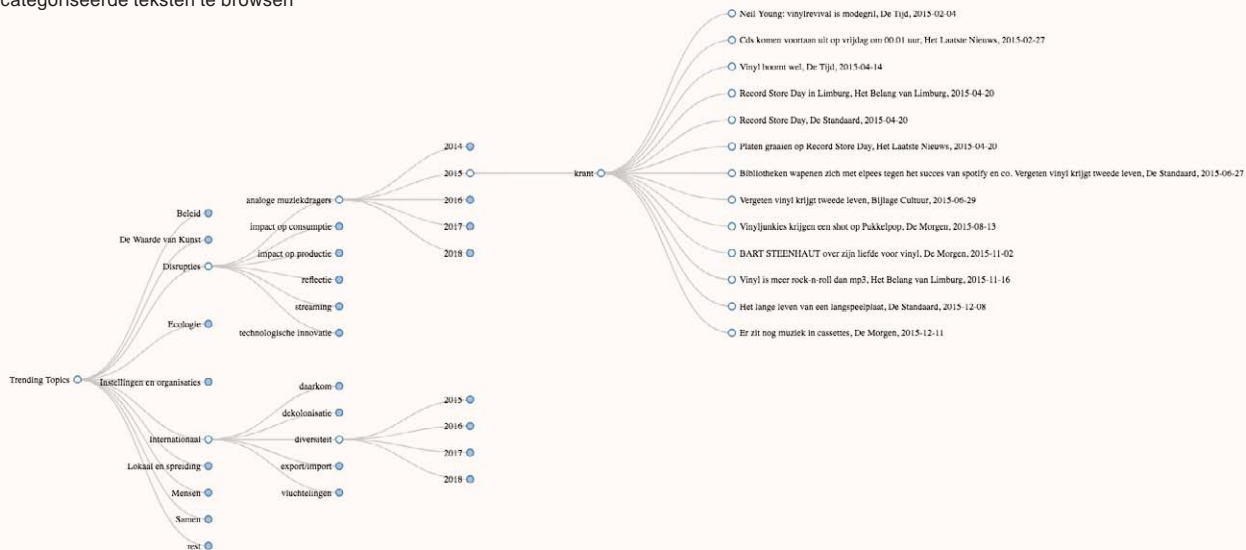 categoriseerde teksten te browsen
Neil Young: vinylrevival is modegril, De Tijd, 2015-02-04
Cds komen voortaan uit op vrijdag om 00.01 uur, Het Laatste Nieuws, 2015-02-27
Vinyl boomt wel, De Tijd, 2015-04-14
Record Store Day in Limburg, Het Belang van Limburg, 2015-04-20
Record Store Day, De Standaard, 2015-04-20
Platen graaien op Record Store Day, Het Laatste Nieuws, 2015-04-20
Bibliotheken wapenen zich met elpees tegen het succes van spotify en co. Vergeten vinyl krijgt tweede leven, De Standaard, 2015-06-27
Vergeten vinyl krijgt tweede leven, Bijlage Cultuur, 2015-06-29
Vinyljunkies krijgen een shot op Pukkelpop, De Morgen, 2015-08-13
BART STEENHAUT over zijn liefde voor vinyl, De Morgen, 2015-11-02
Vinyl is meer rock-n-roll dan mp3, Het Belang van Limburg, 2015-11-16
Het lange leven van een langspeelplaat, De Standaard, 2015-12-08
Er zit nog muziek in cassettes, De Morgen, 2015-12-11
krant
2014
2015
2016
2017
2018
analoge muziekdragers
impact op consumptie
impact op productie
reflectie
streaming
technologische innovatie
Beleid
De Waarde van Kunst
Disrupties
Ecologie
Trending Topics
Instellingen en organisaties
internationaal
Lokaal en spreiding
Mensen
Samen
rest
daarkom
dekolonisatie
diversiteit
export/import
vluchtelingen
2015
2016
2017
2018